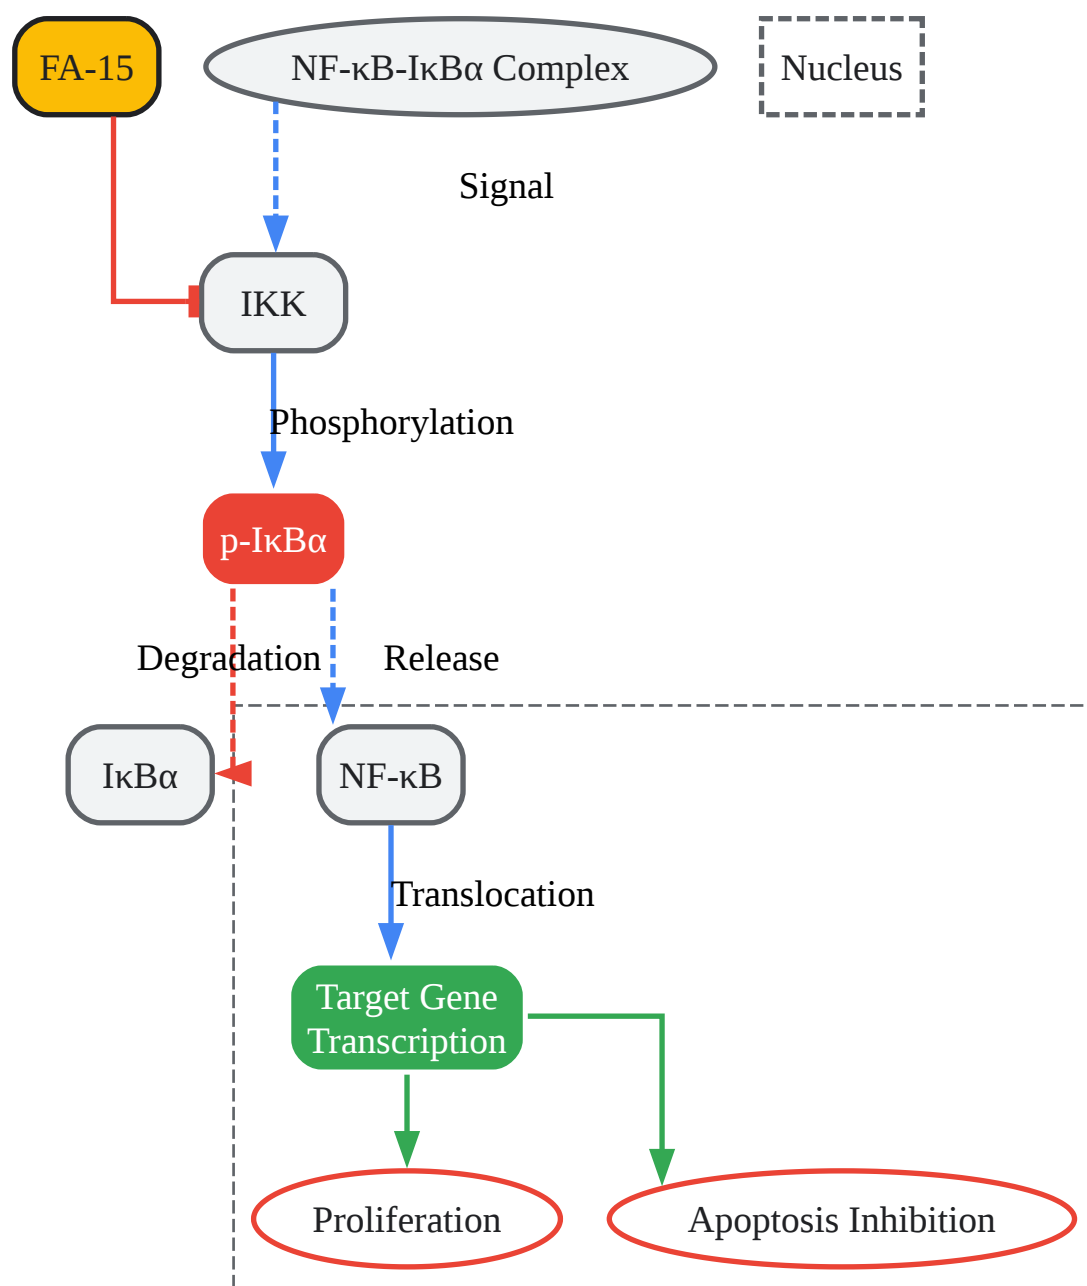 FA-15
NF-κB-IκBα Complex
Nucleus
Signal
IKK
Phosphorylation
p-IκBα
Degradation
Release
IκBα
NF-κB
Translocation
Target Gene
Transcription
Proliferation
Apoptosis Inhibition